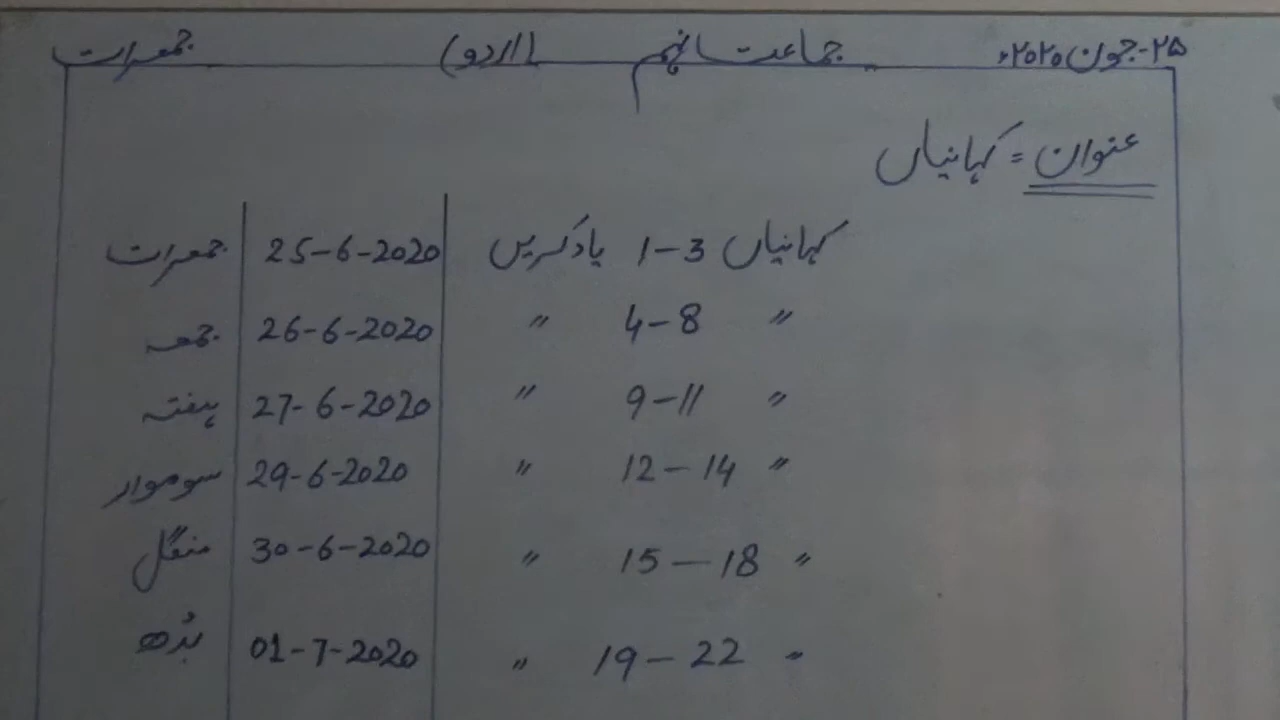 ۲۵-جون ۲۰۲۰ء جماعت نہم (اردو) جمعرات
عنوان = کہانیاں
کہانیاں 1-3 یاد کریں 25-6-2020 جمعرات
〃 4-8 〃 26-6-2020 جمعہ
〃 9-11 〃 27-6-2020 ہفتہ
〃 12-14 〃 29-6-2020 سوموار
〃 15-18 〃 30-6-2020 منگل
〃 19-22 〃 01-7-2020 بُدھ